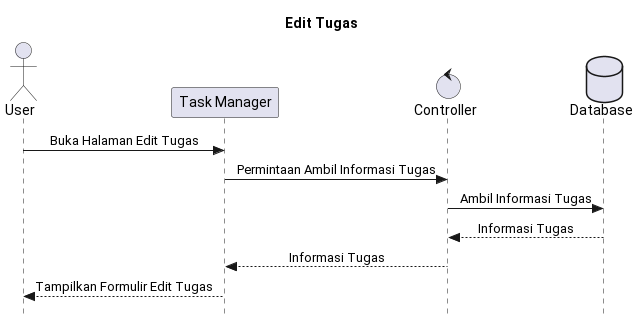 Edit Tugas
User
Task Manager
Controller
Database
Buka Halaman Edit Tugas
Permintaan Ambil Informasi Tugas
Ambil Informasi Tugas
Informasi Tugas
Informasi Tugas
Tampilkan Formulir Edit Tugas